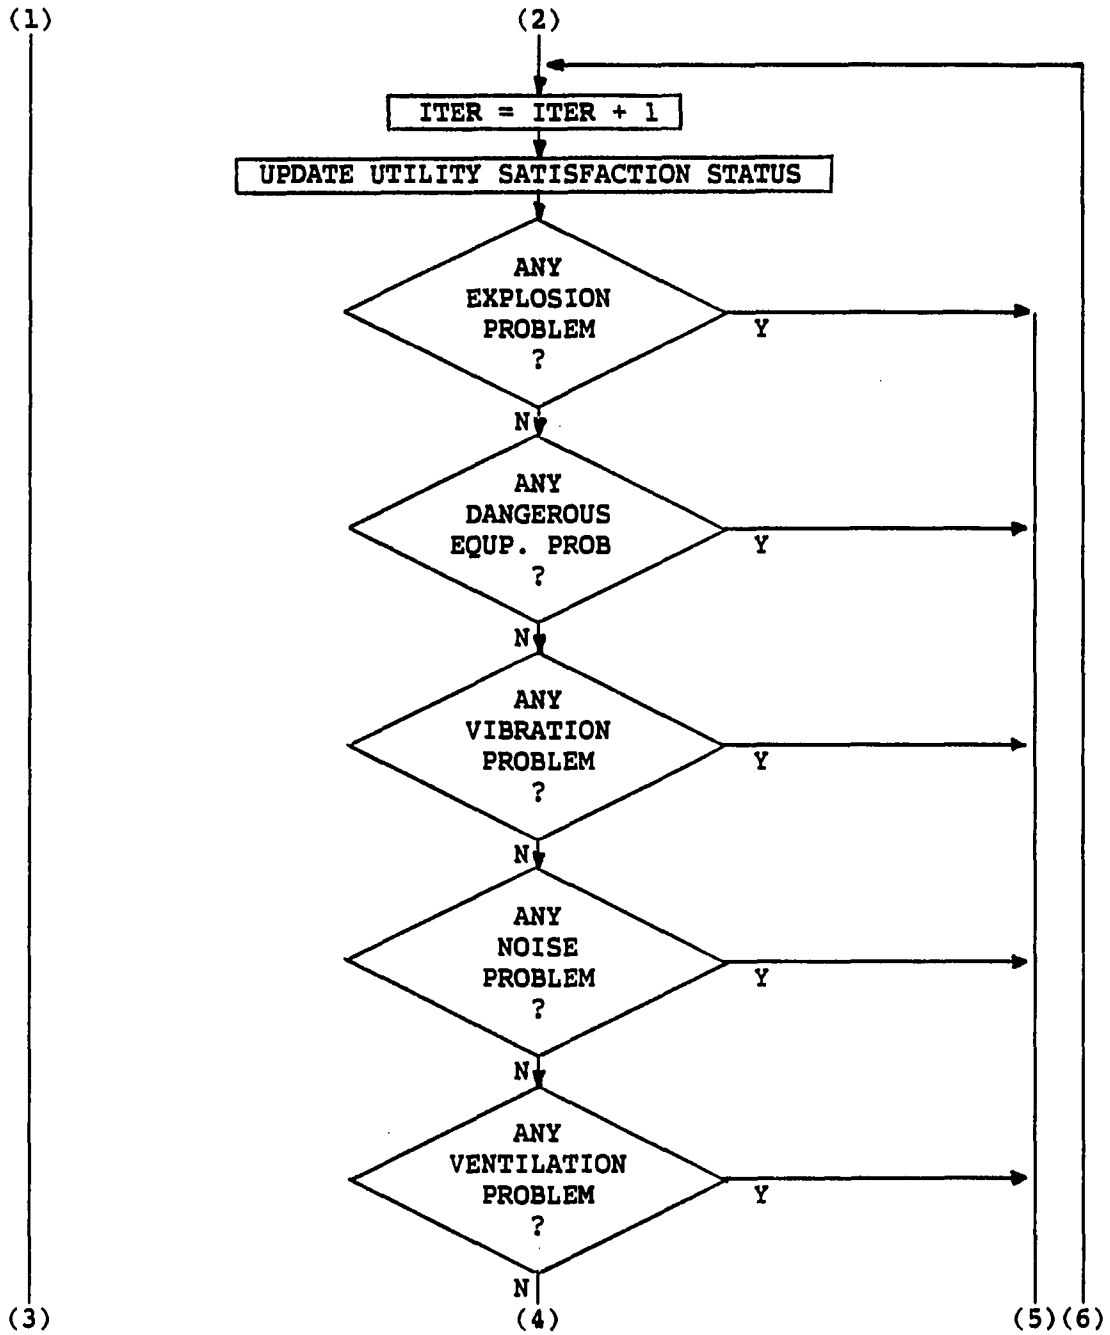 (1) (2)
ITER = ITER + 1
UPDATE UTILITY SATISFACTION STATUS
ANY
EXPLOSION
PROBLEM
?
Y
N
ANY
DANGEROUS
EQUP. PROB
?
Y
N
ANY
VIBRATION
PROBLEM
?
Y
N
ANY
NOISE
PROBLEM
?
Y
N
ANY
VENTILATION
PROBLEM
?
Y
N
(3) (4) (5) (6)